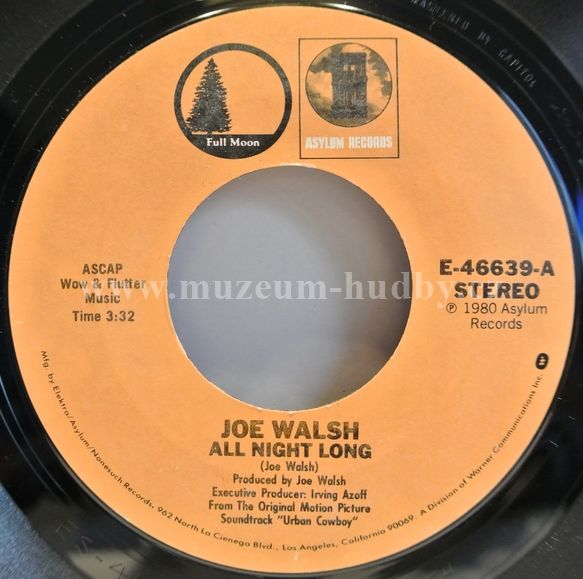 MASTERED BY CAPITOL
Full Moon
ASYLUM RECORDS
ASCAP
Wow & Flutter
Music
Time 3:32
E-46639-A
STEREO
℗ 1980 Asylum
Records
www.muzeum-hudby.cz
JOE WALSH
ALL NIGHT LONG
(Joe Walsh)
Produced by Joe Walsh
Executive Producer: Irving Azoff
From The Original Motion Picture
Soundtrack "Urban Cowboy"
Mfg. by Elektra/Asylum/Nonesuch Records, 962 North La Cienega Blvd., Los Angeles, California 90069. A Division of Warner Communications Inc.